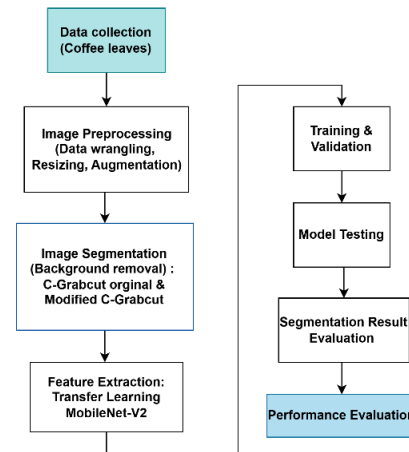 Data collection
(Coffee leaves)
Image Preprocessing
(Data wrangling,
Resizing, Augmentation)
Image Segmentation
(Background removal) :
C-Grabcut orginal &
Modified C-Grabcut
Feature Extraction:
Transfer Learning
MobileNet-V2
Training &
Validation
Model Testing
Segmentation Result
Evaluation
Performance Evaluation